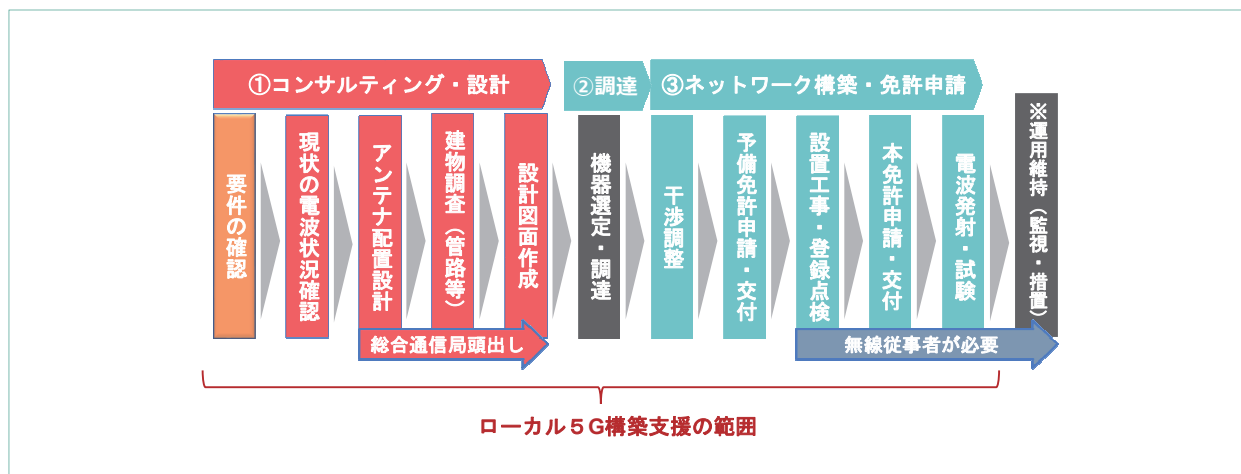 ①コンサルティング・設計
②調達
③ネットワーク構築・免許申請
要件の確認
現状の電波状況確認
アンテナ配置設計
建物調査（管路等）
設計図面作成
機器選定・調達
干渉調整
予備免許申請・交付
設置工事・登録点検
本免許申請・交付
電波発射・試験
※運用維持（監視・措置）
総合通信局頭出し
無線従事者が必要
ローカル５G構築支援の範囲